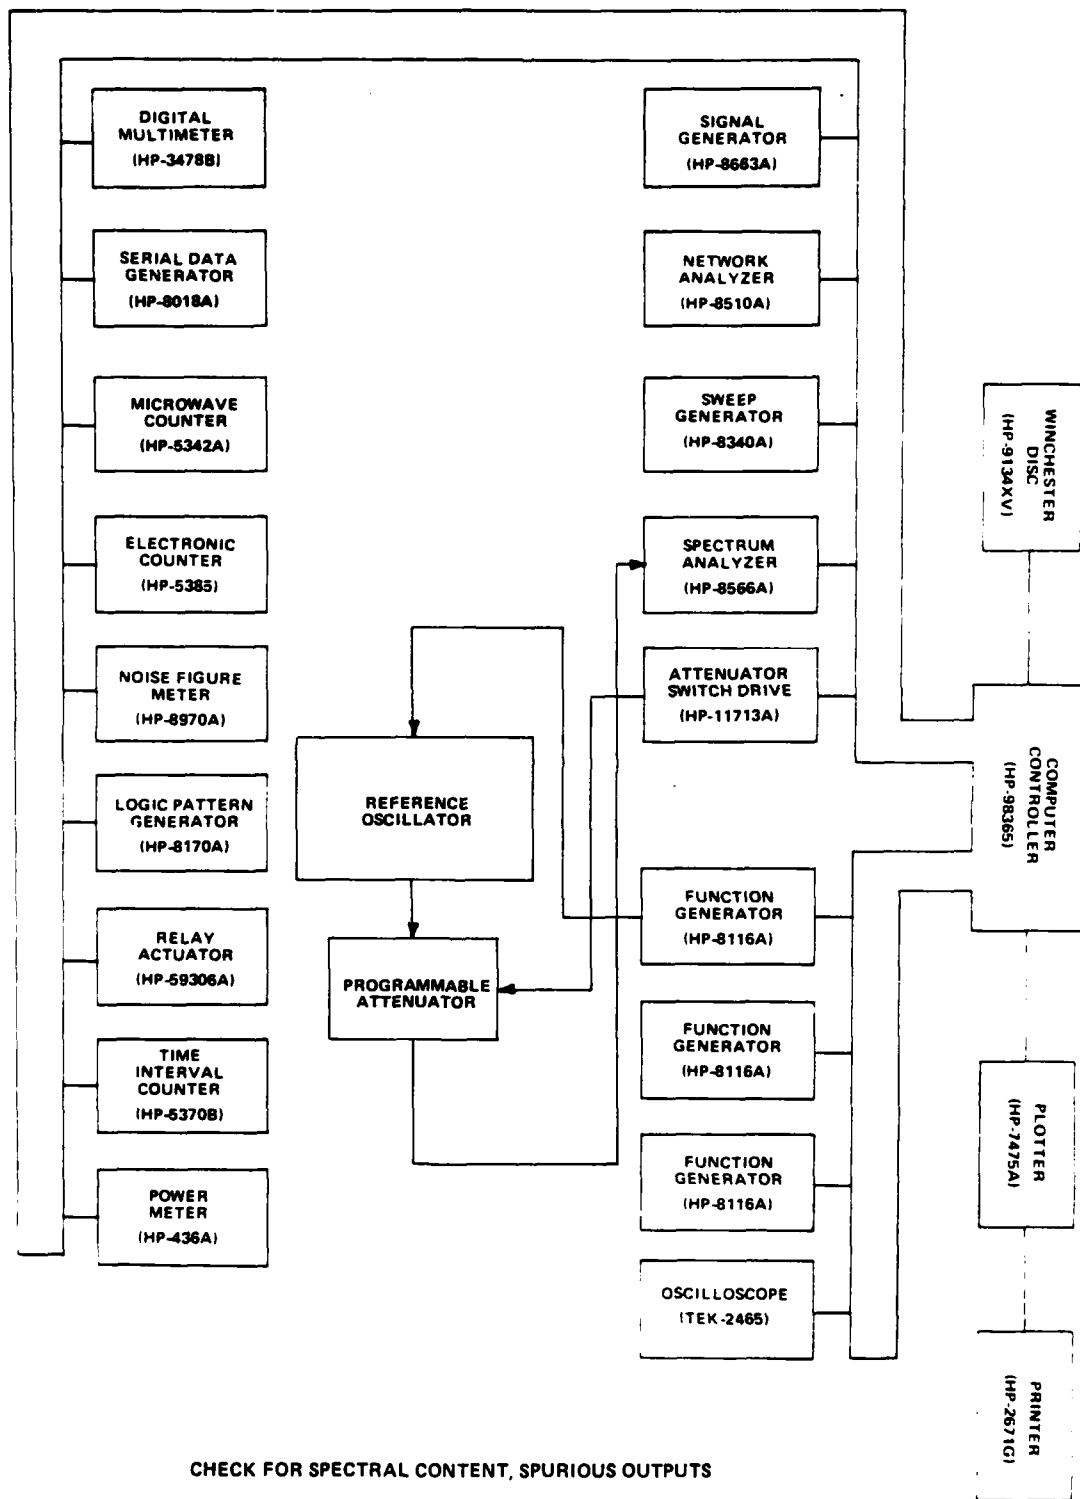 DIGITAL
MULTIMETER
(HP-3478B)
SERIAL DATA
GENERATOR
(HP-8018A)
MICROWAVE
COUNTER
(HP-5342A)
ELECTRONIC
COUNTER
(HP-5385)
NOISE FIGURE
METER
(HP-8970A)
LOGIC PATTERN
GENERATOR
(HP-8170A)
RELAY
ACTUATOR
(HP-59306A)
TIME
INTERVAL
COUNTER
(HP-5370B)
POWER
METER
(HP-436A)
REFERENCE
OSCILLATOR
PROGRAMMABLE
ATTENUATOR
SIGNAL
GENERATOR
(HP-8663A)
NETWORK
ANALYZER
(HP-8510A)
SWEEP
GENERATOR
(HP-8340A)
SPECTRUM
ANALYZER
(HP-8566A)
ATTENUATOR
SWITCH DRIVE
(HP-11713A)
FUNCTION
GENERATOR
(HP-8116A)
FUNCTION
GENERATOR
(HP-8116A)
FUNCTION
GENERATOR
(HP-8116A)
OSCILLOSCOPE
(TEK-2465)
WINCHESTER
DISC
(HP-9134XV)
COMPUTER
CONTROLLER
(HP-98365)
PLOTTER
(HP-7475A)
PRINTER
(HP-2671G)
CHECK FOR SPECTRAL CONTENT, SPURIOUS OUTPUTS